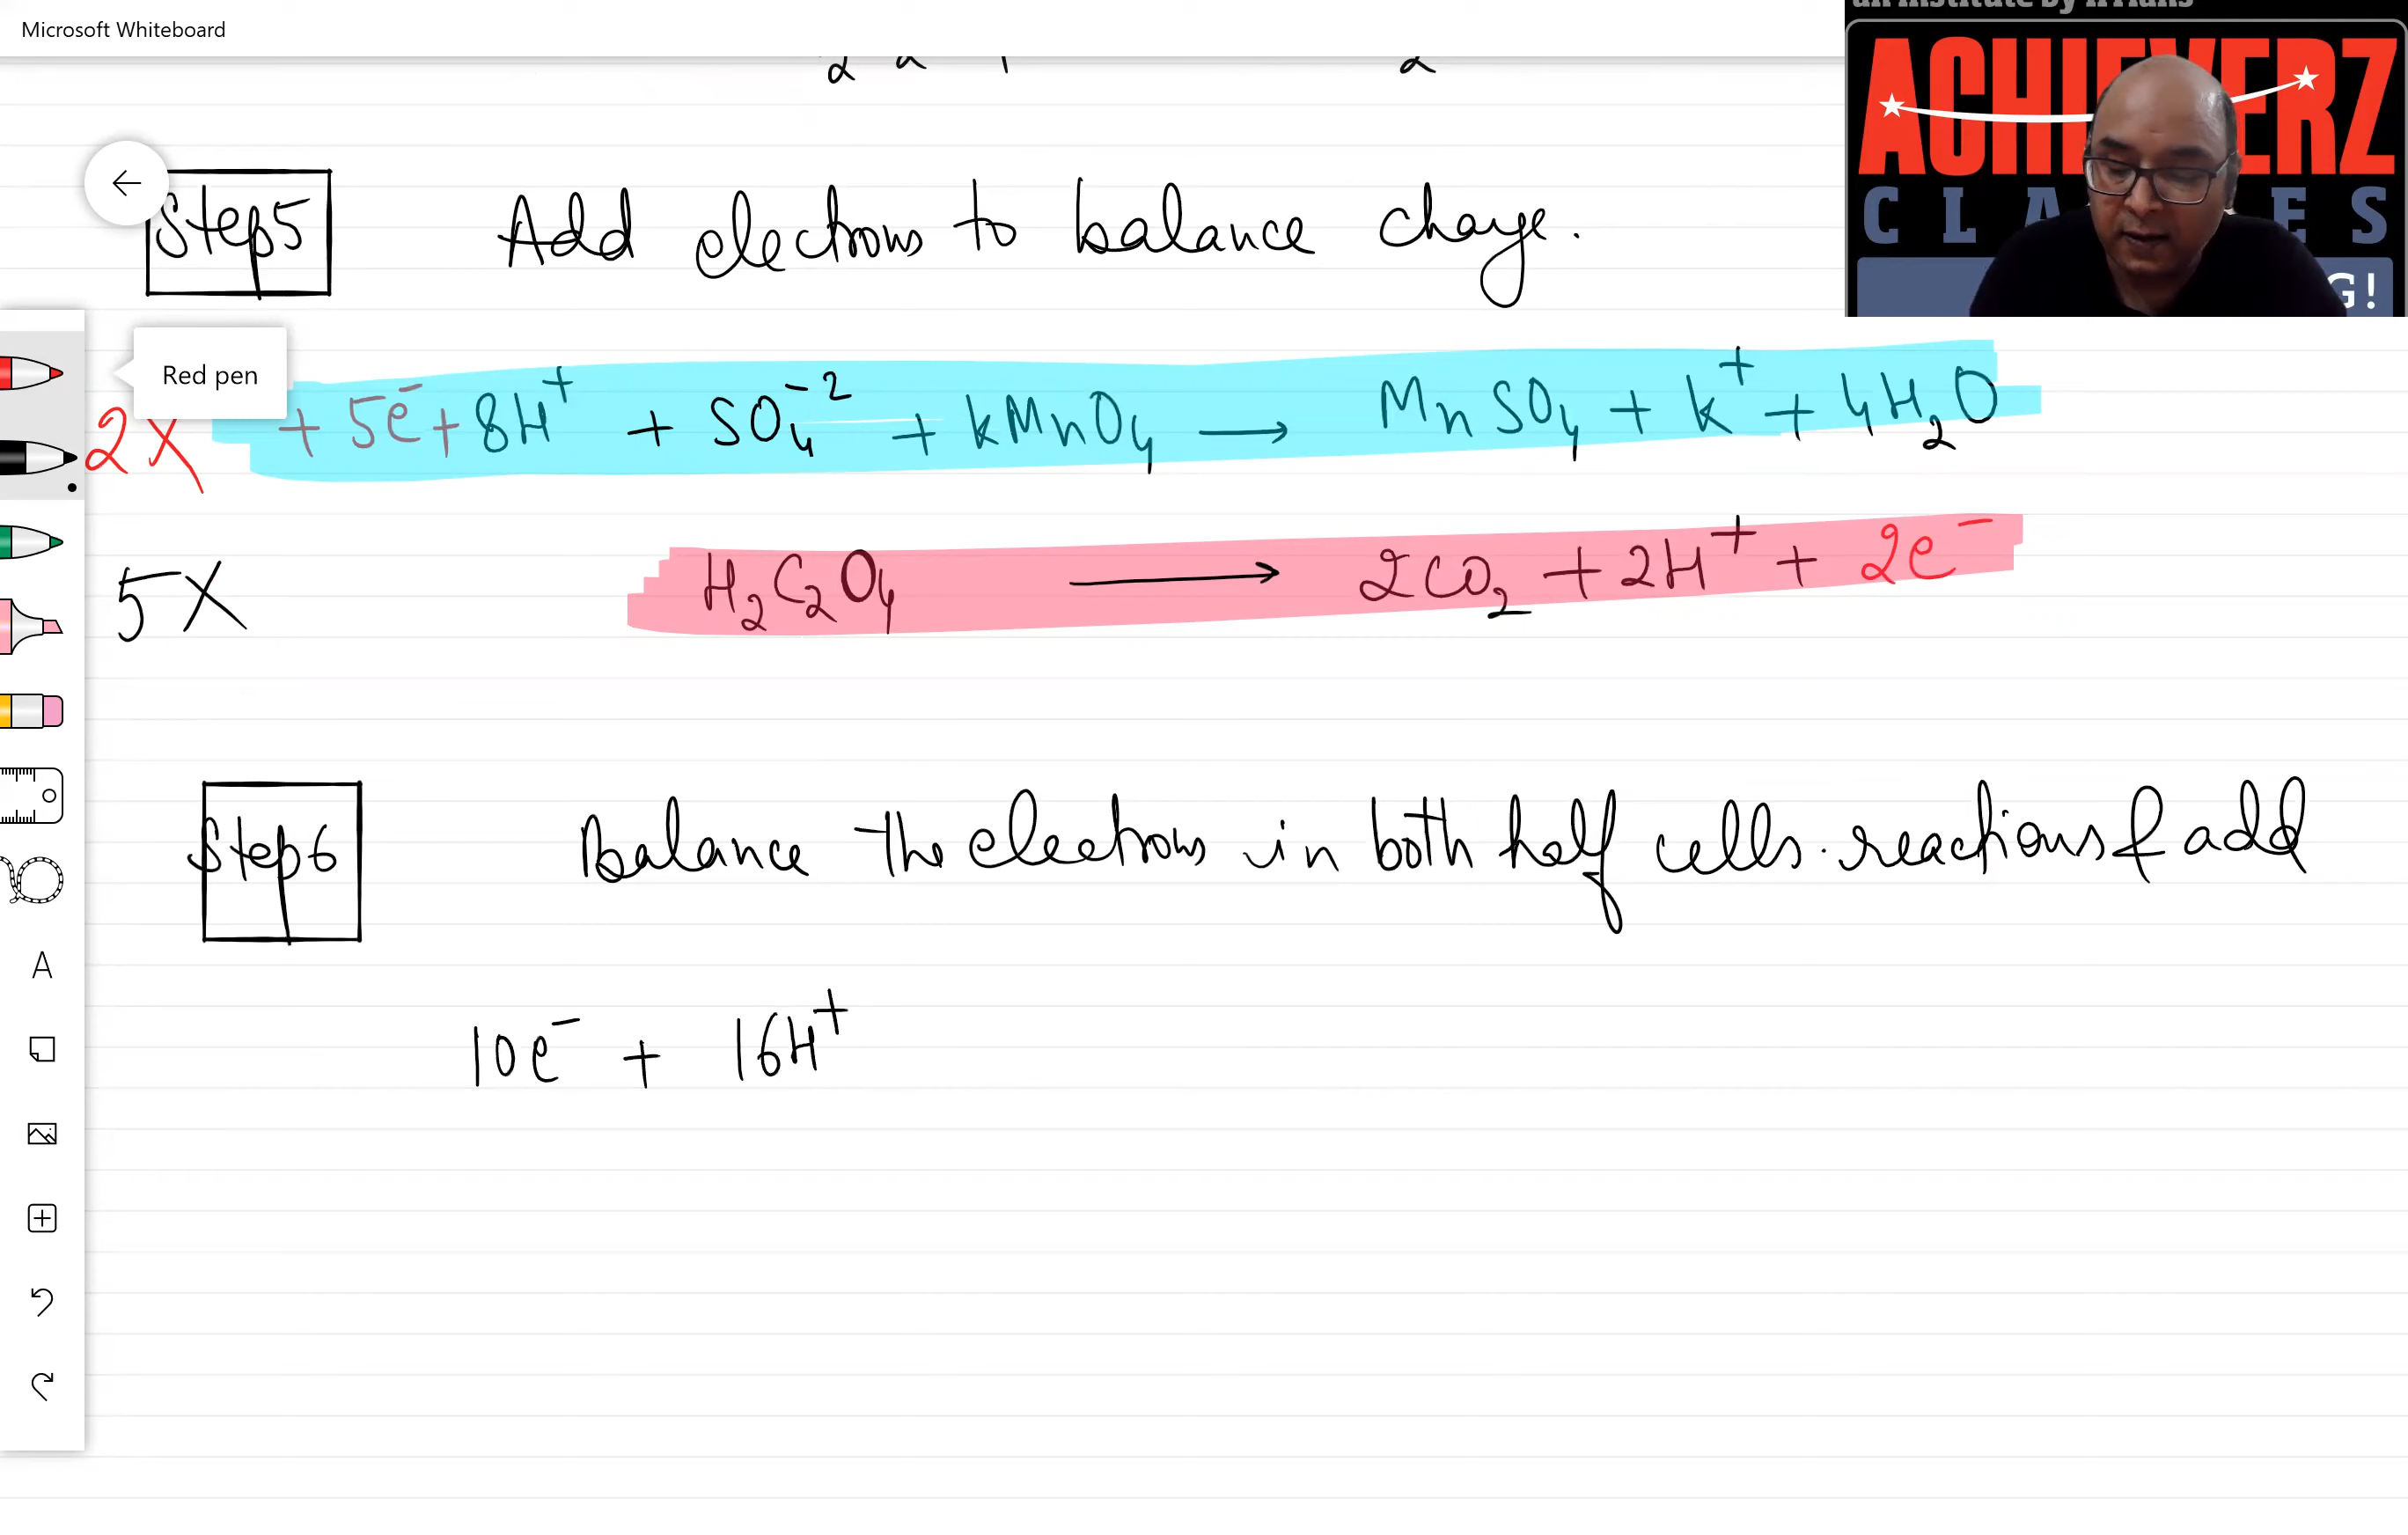 Microsoft Whiteboard
ACHIEVERZ
G!
Step5 Add electrons to balance charge.
Red pen
2X + 5e⁻ + 8H⁺ + SO₄⁻² + kMnO₄ → MnSO₄ + k⁺ + 4H₂O
5X H₂C₂O₄ → 2CO₂ + 2H⁺ + 2e⁻
Step6 Balance the electrons in both half cells. reactions & add
10e⁻ + 16H⁺
A